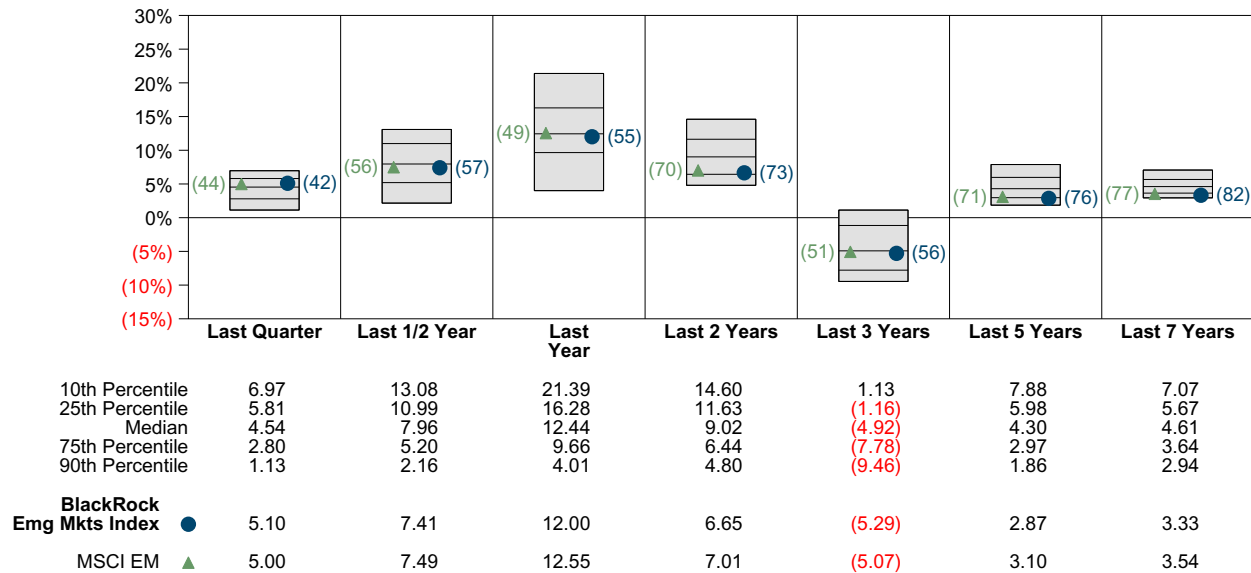 30%
25%
20%
15%
10%
5%
0%
(5%)
(10%)
(15%)
(44) (42)
(56) (57)
(49) (55)
(70) (73)
(51) (56)
(71) (76)
(77) (82)
Last Quarter Last 1/2 Year Last Last 2 Years Last 3 Years Last 5 Years Last 7 Years
Year
10th Percentile 6.97 13.08 21.39 14.60 1.13 7.88 7.07
25th Percentile 5.81 10.99 16.28 11.63 (1.16) 5.98 5.67
Median 4.54 7.96 12.44 9.02 (4.92) 4.30 4.61
75th Percentile 2.80 5.20 9.66 6.44 (7.78) 2.97 3.64
90th Percentile 1.13 2.16 4.01 4.80 (9.46) 1.86 2.94
BlackRock
Emg Mkts Index 5.10 7.41 12.00 6.65 (5.29) 2.87 3.33
MSCI EM 5.00 7.49 12.55 7.01 (5.07) 3.10 3.54